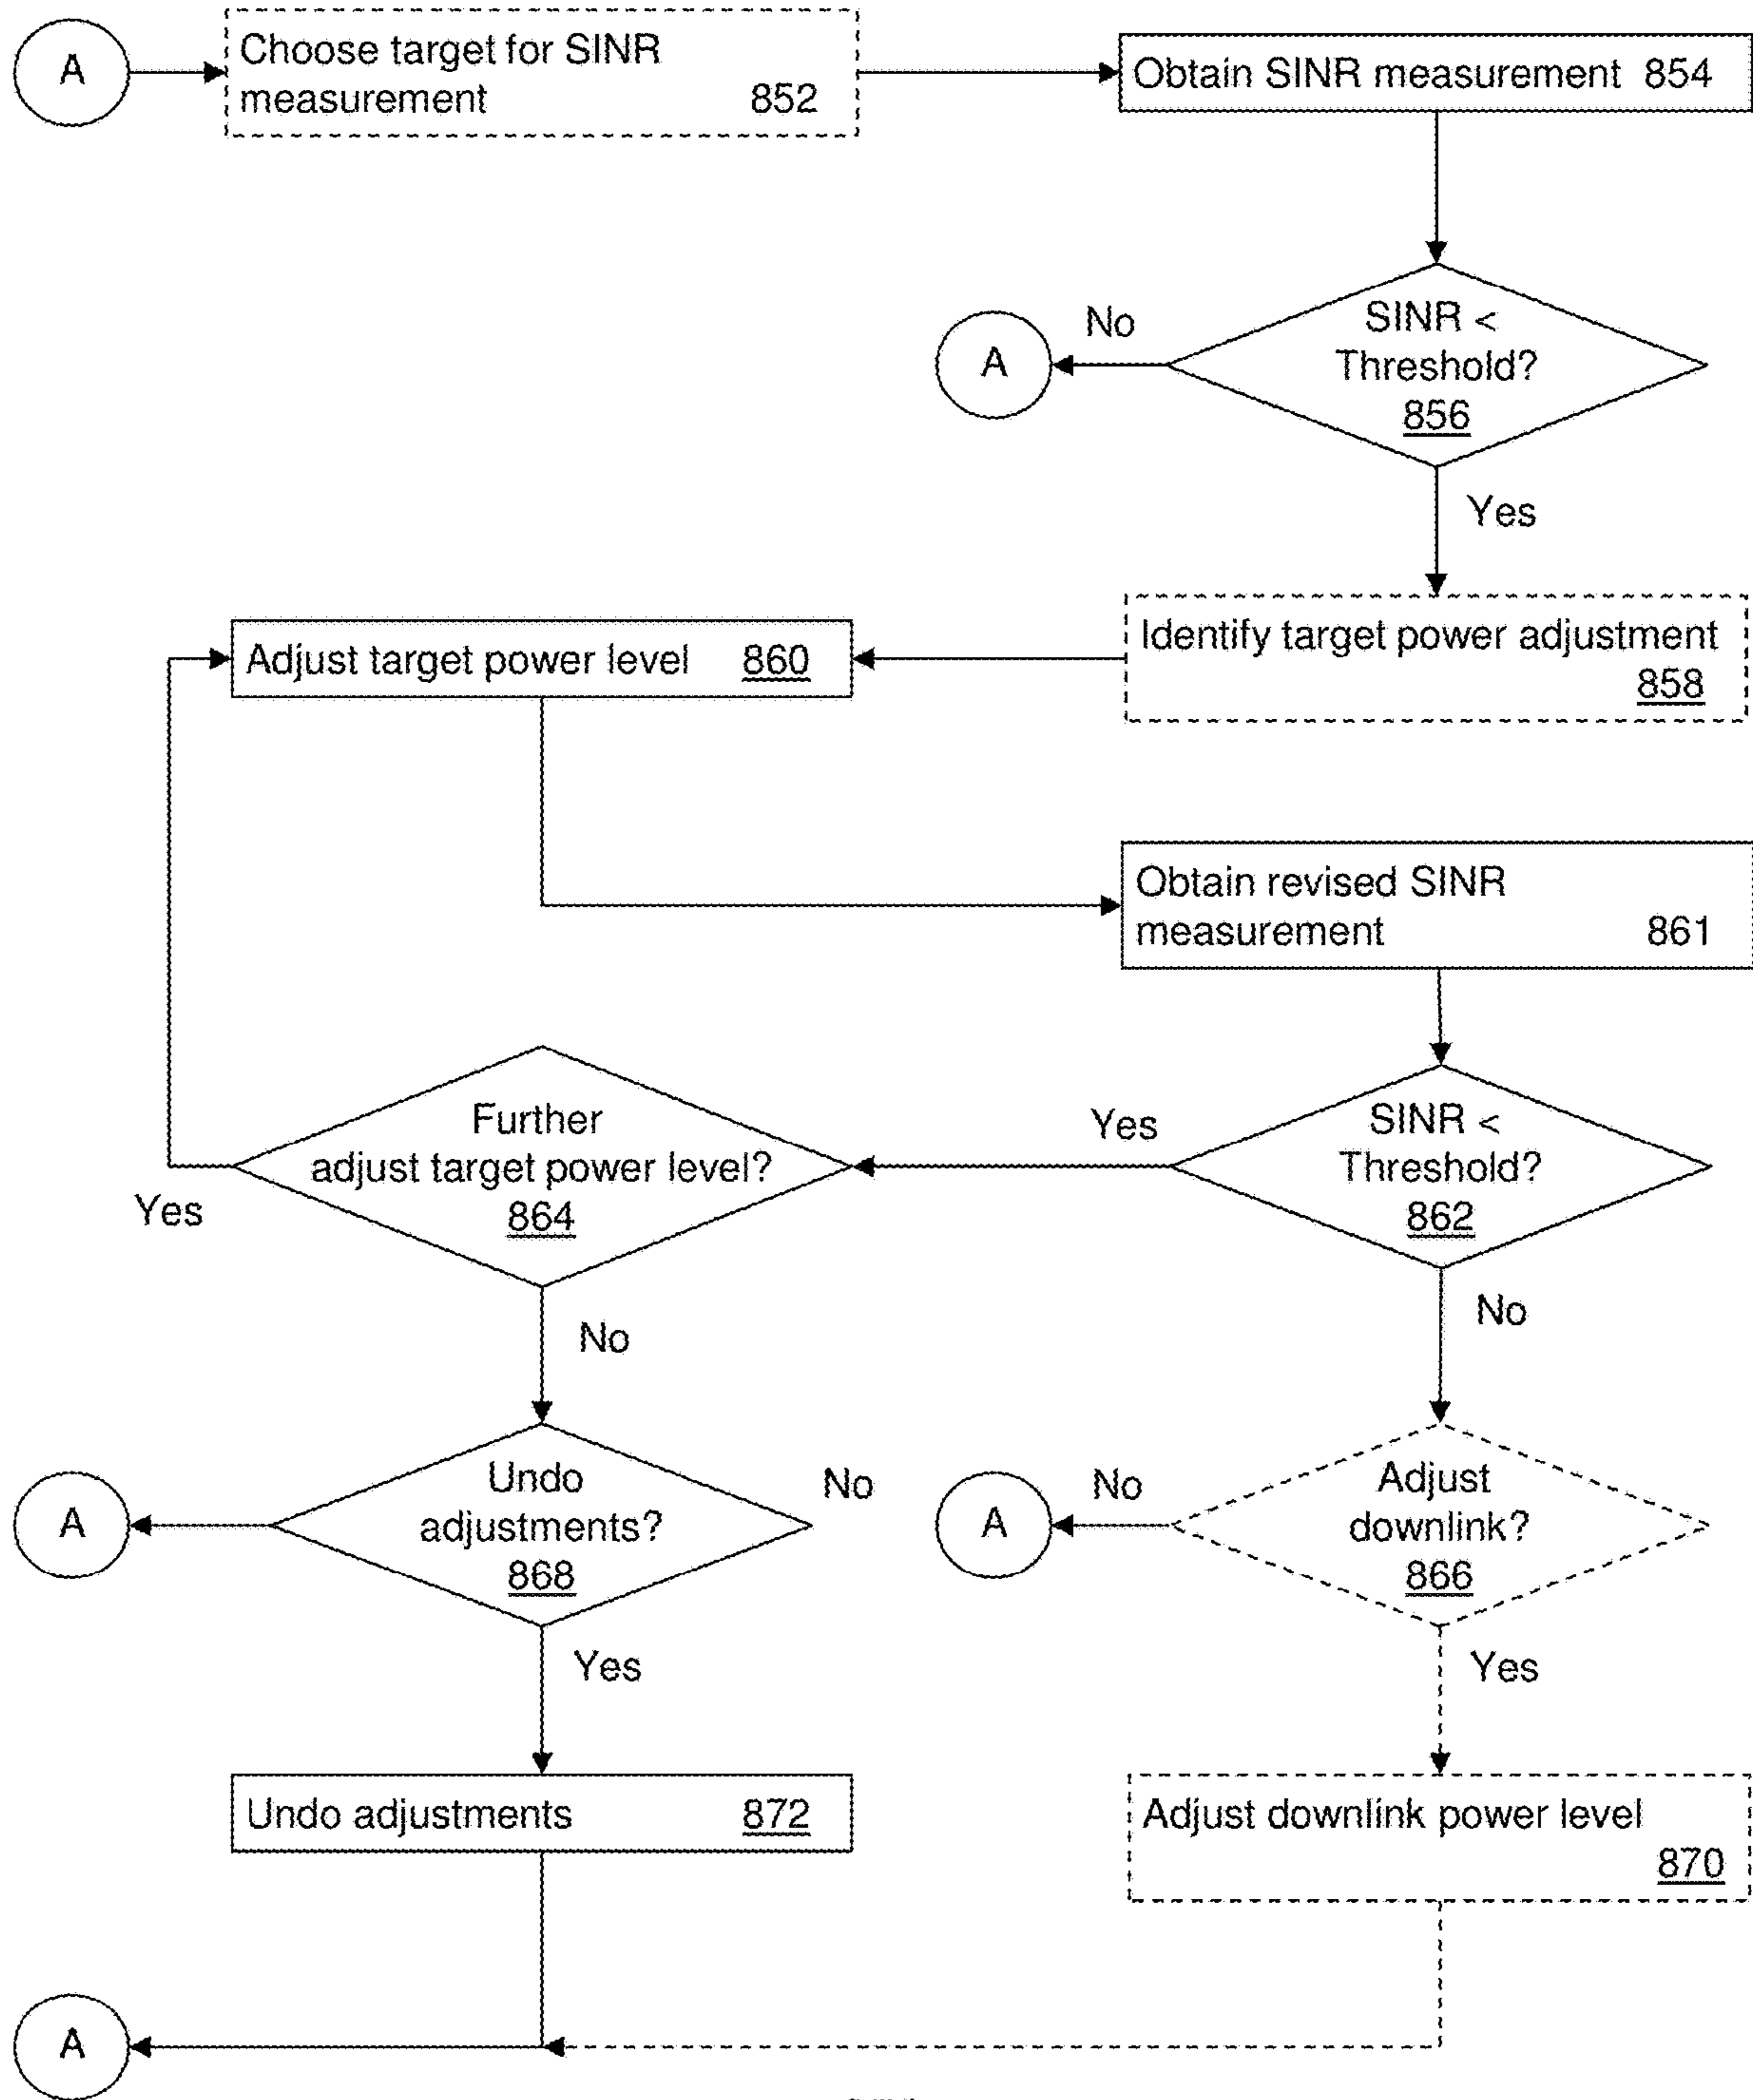 A
Choose target for SINR
measurement 852
Obtain SINR measurement 854
SINR <
Threshold?
856
No
A
Yes
Identify target power adjustment
858
Adjust target power level 860
Obtain revised SINR
measurement 861
SINR <
Threshold?
862
Yes
Further
adjust target power level?
864
Yes
No
No
Undo
adjustments?
868
No
A
Adjust
downlink?
866
No
A
Yes
Yes
Undo adjustments 872
Adjust downlink power level
870
A